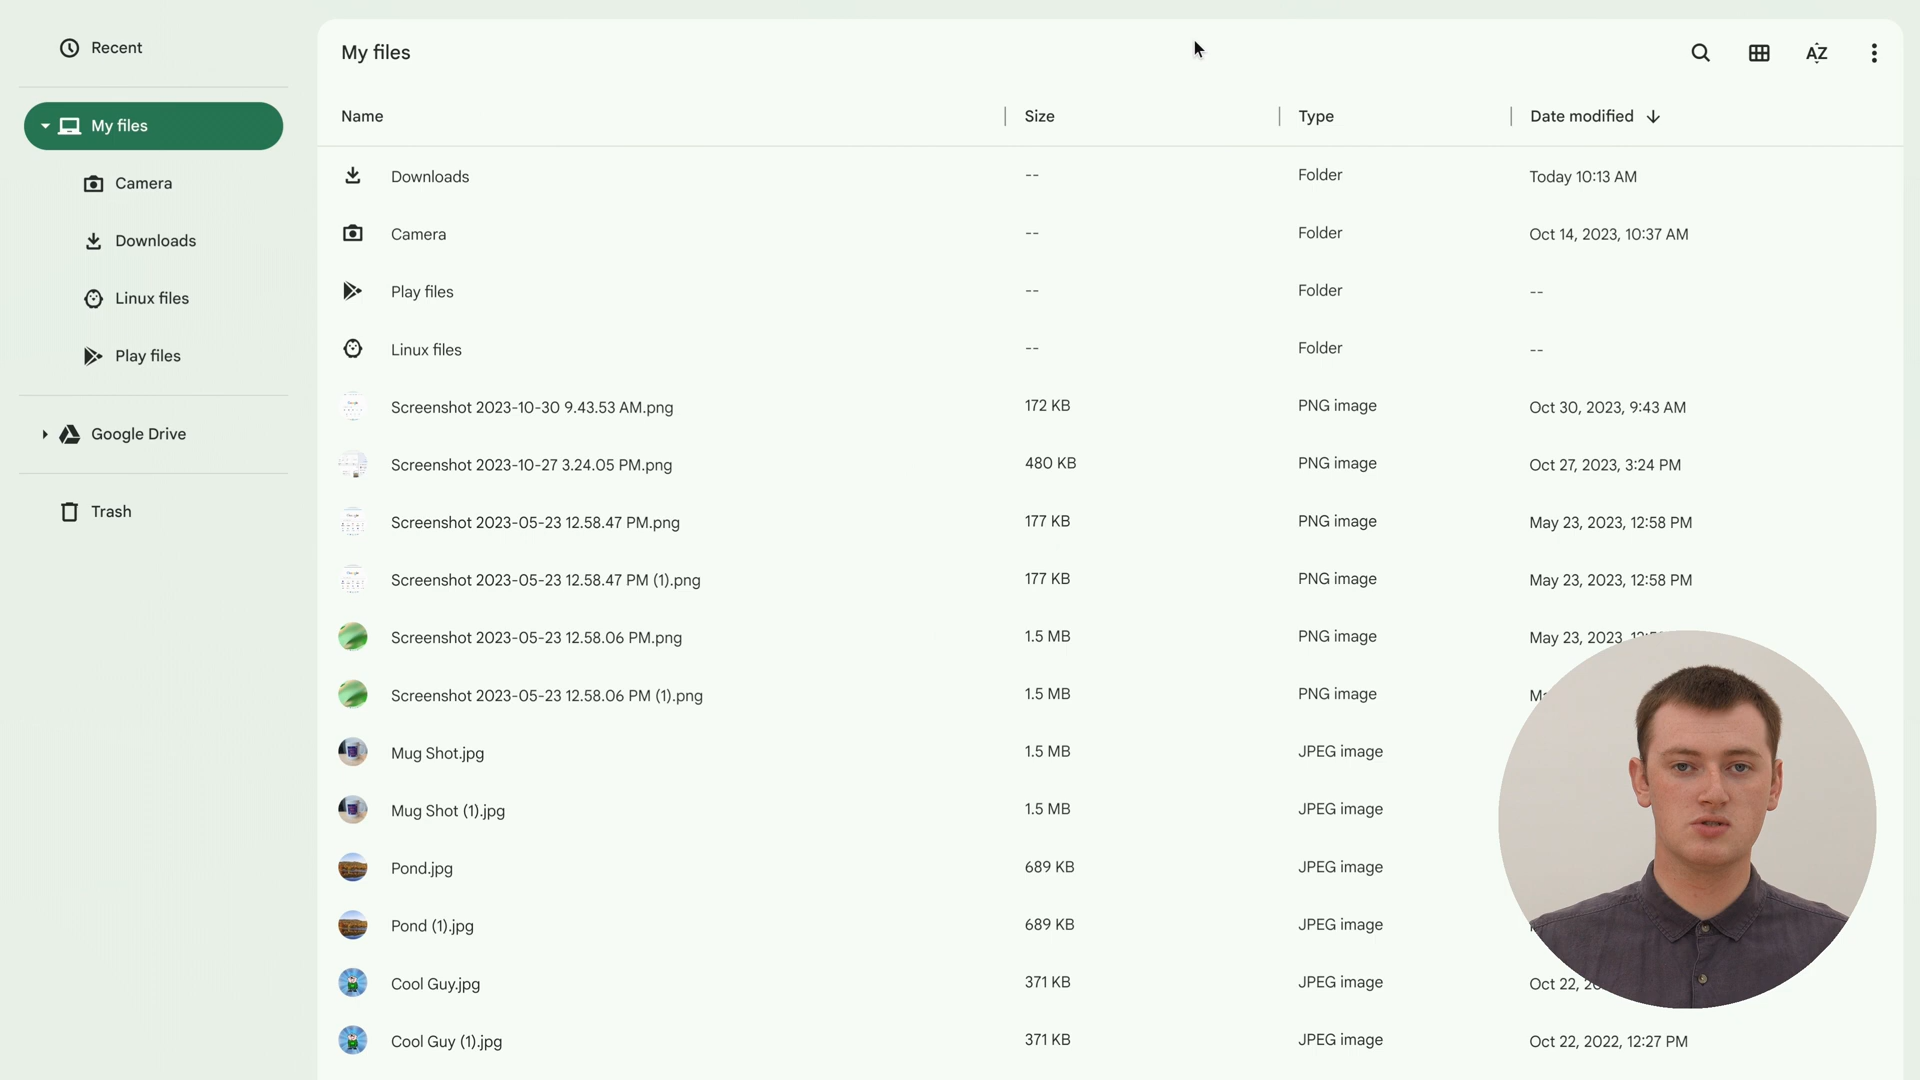 Recent
My files
Camera
Downloads
Linux files
Play files
Google Drive
Trash
My files
AZ
Name Size Type Date modified
Downloads -- Folder Today 10:13 AM
Camera -- Folder Oct 14, 2023, 10:37 AM
Play files -- Folder --
Linux files -- Folder --
Screenshot 2023-10-30 9.43.53 AM.png 172 KB PNG image Oct 30, 2023, 9:43 AM
Screenshot 2023-10-27 3.24.05 PM.png 480 KB PNG image Oct 27, 2023, 3:24 PM
Screenshot 2023-05-23 12.58.47 PM.png 177 KB PNG image May 23, 2023, 12:58 PM
Screenshot 2023-05-23 12.58.47 PM (1).png 177 KB PNG image May 23, 2023, 12:58 PM
Screenshot 2023-05-23 12.58.06 PM.png 1.5 MB PNG image May 23, 2023
Screenshot 2023-05-23 12.58.06 PM (1).png 1.5 MB PNG image
Mug Shot.jpg 1.5 MB JPEG image
Mug Shot (1).jpg 1.5 MB JPEG image
Pond.jpg 689 KB JPEG image
Pond (1).jpg 689 KB JPEG image
Cool Guy.jpg 371 KB JPEG image Oct 22,
Cool Guy (1).jpg 371 KB JPEG image Oct 22, 2022, 12:27 PM